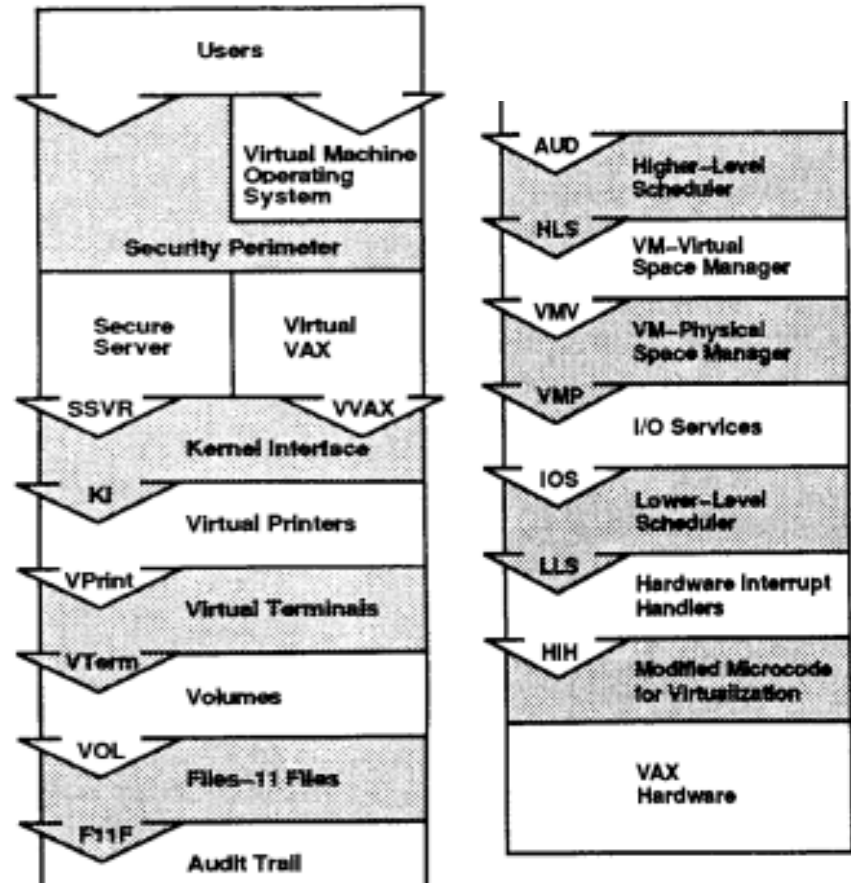 Users
Virtual Machine
Operating
System
Security Perimeter
Secure
Server
Virtual
VAX
SSVR
VVAX
Kernel Interface
KI
Virtual Printers
VPrint
Virtual Terminals
VTerm
Volumes
VOL
Files-11 Files
F11F
Audit Trail
AUD
Higher-Level
Scheduler
HLS
VM-Virtual
Space Manager
VMV
VM-Physical
Space Manager
VMP
I/O Services
IOS
Lower-Level
Scheduler
LLS
Hardware Interrupt
Handlers
HIH
Modified Microcode
for Virtualization
VAX
Hardware